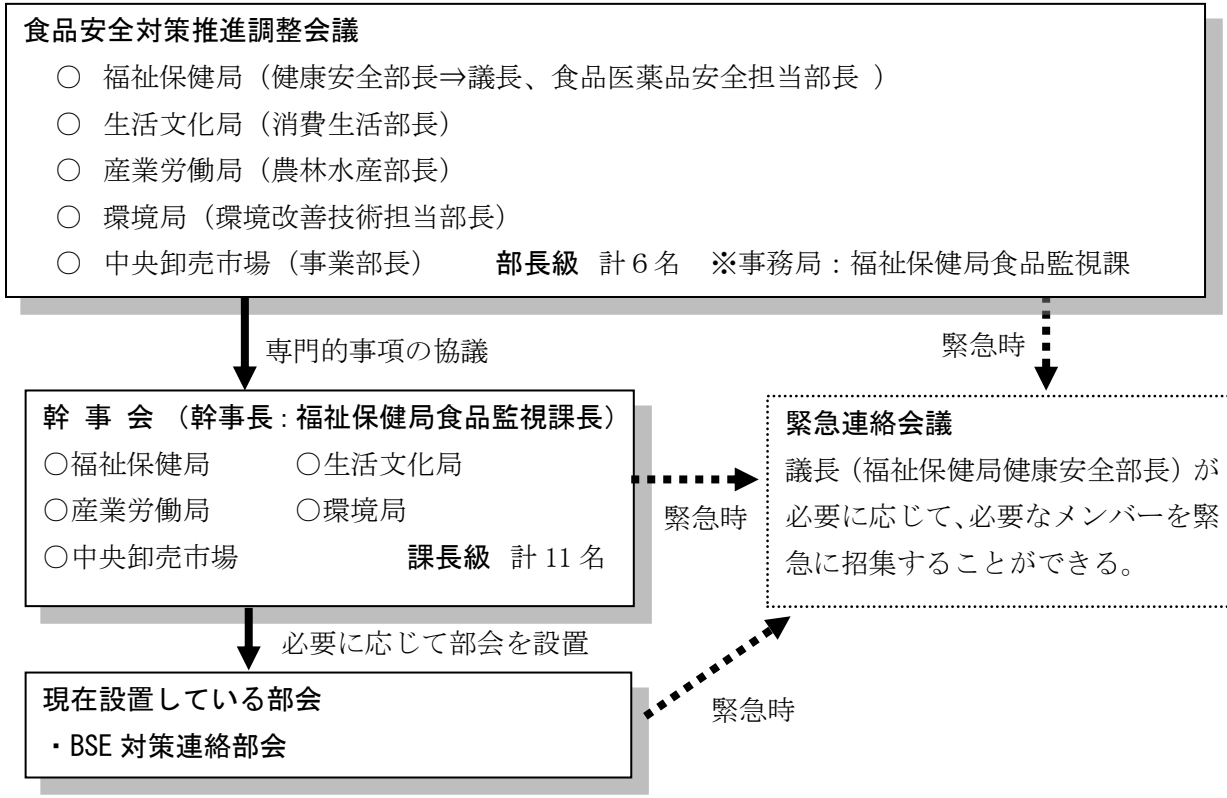 食品安全対策推進調整会議
○ 福祉保健局（健康安全部長⇒議長、食品医薬品安全担当部長 ）
○ 生活文化局（消費生活部長）
○ 産業労働局（農林水産部長）
○ 環境局（環境改善技術担当部長）
○ 中央卸売市場（事業部長） 部長級 計６名 ※事務局：福祉保健局食品監視課
専門的事項の協議
緊急時
幹 事 会 （幹事長：福祉保健局食品監視課長）
○福祉保健局 ○生活文化局
○産業労働局 ○環境局
○中央卸売市場 課長級 計 11 名
緊急時
緊急連絡会議
議長（福祉保健局健康安全部長）が
必要に応じて、必要なメンバーを緊
急に招集することができる。
必要に応じて部会を設置
現在設置している部会
・BSE 対策連絡部会
緊急時